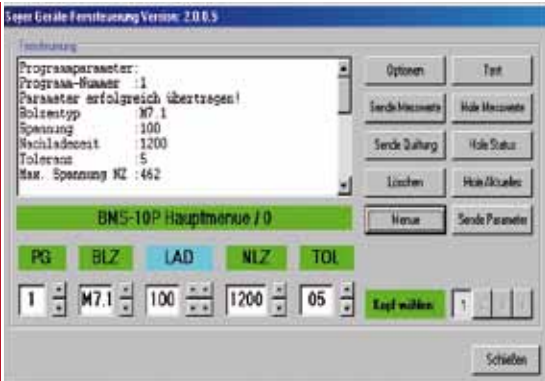 Soyer Geräte Fernsteuerung Version: 2.0.0.5
Fernsteuerung
Programmparameter:
Programm-Nummer :1
Parameter erfolgreich übertragen!
Bolzentyp :M7.1
Spannung :100
Nachladezeit :1200
Toleranz :5
Max. Spannung NZ :462
Optionen
Test
Sende Messwerte
Hole Messwerte
Sende Quittung
Hole Status
Löschen
Hole Aktuelles
Menue
Sende Parameter
BMS-10P Hauptmenue / 0
PG BLZ LAD NLZ TOL
1 M7.1 100 1200 05
Kopf wählen:
1
Schießen